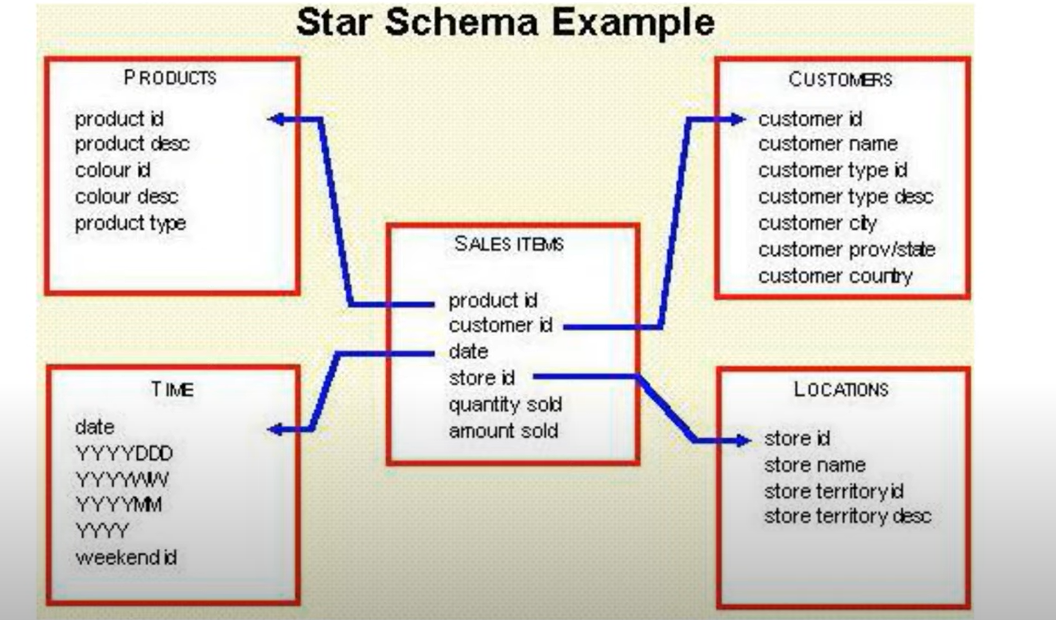 Star Schema Example
PRODUCTS
product id
product desc
colour id
colour desc
product type
CUSTOMERS
customer id
customer name
customer type id
customer type desc
customer city
customer prov/state
customer country
SALES ITEMS
product id
customer id
date
store id
quantity sold
amount sold
TIME
date
YYYYDDD
YYYYWW
YYYYMM
YYYY
weekend id
LOCATIONS
store id
store name
store territory id
store territory desc